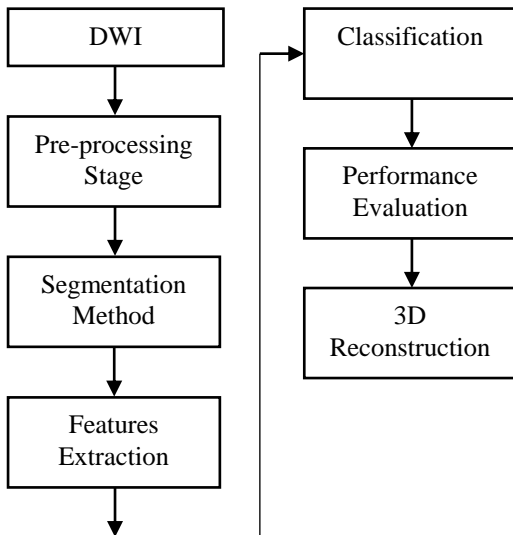 DWI
Pre-processing
Stage
Segmentation
Method
Features
Extraction
Classification
Performance
Evaluation
3D
Reconstruction